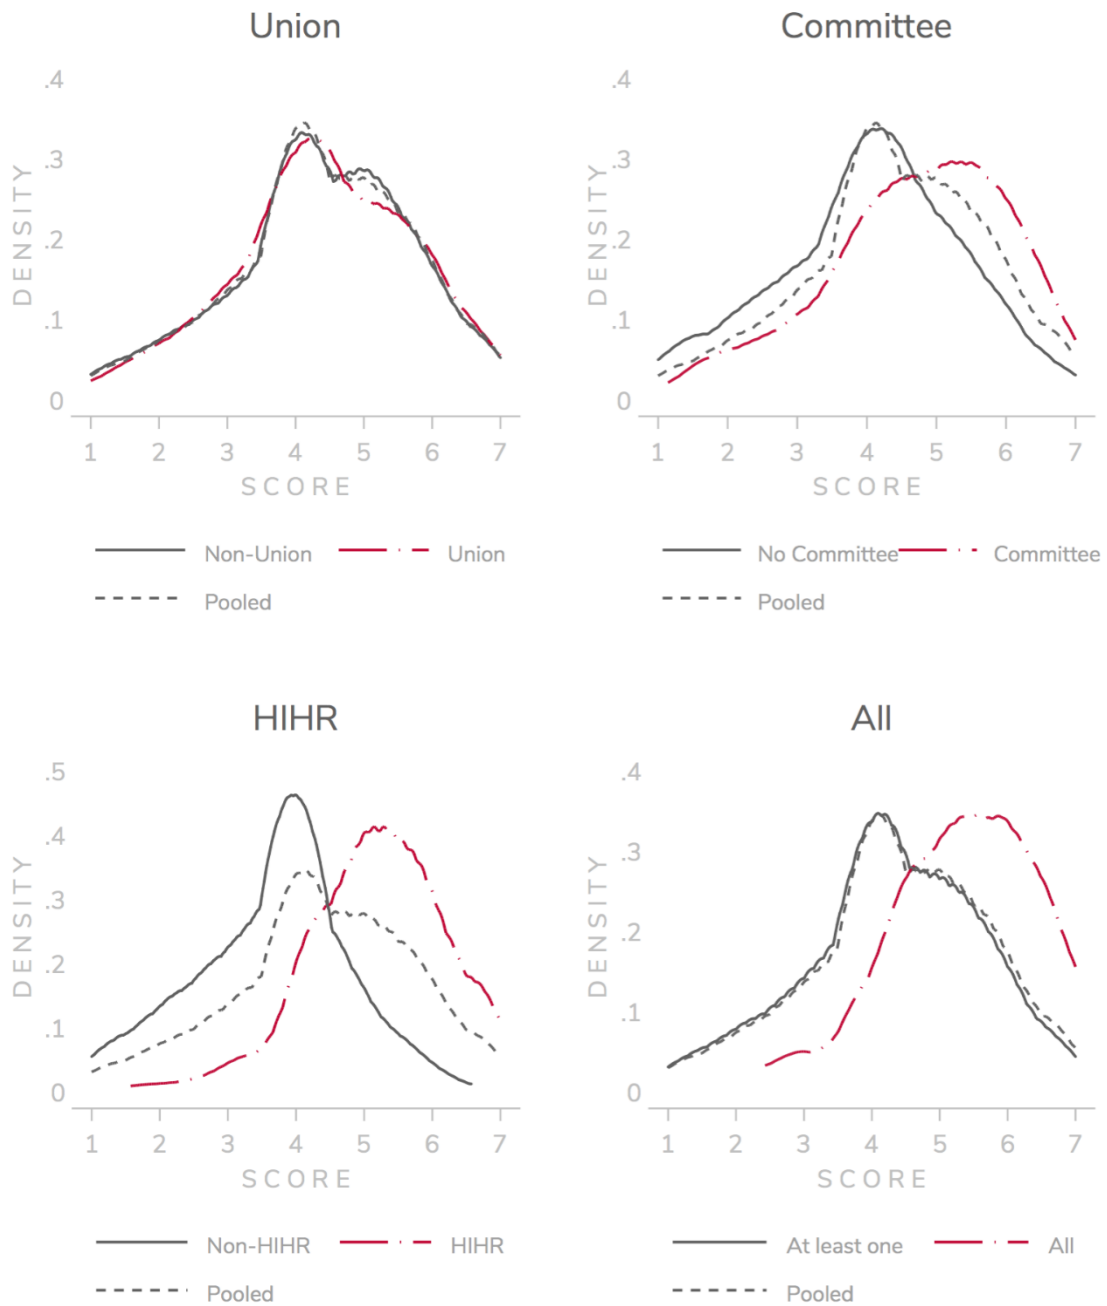 Union
.4
.3
.2
.1
0
DENSITY
1 2 3 4 5 6 7
SCORE
Non-Union Union
Pooled
Committee
.4
.3
.2
.1
0
DENSITY
1 2 3 4 5 6 7
SCORE
No Committee Committee
Pooled
HIHR
.5
.4
.3
.2
.1
0
DENSITY
1 2 3 4 5 6 7
SCORE
Non-HIHR HIHR
Pooled
All
.4
.3
.2
.1
0
DENSITY
1 2 3 4 5 6 7
SCORE
At least one All
Pooled